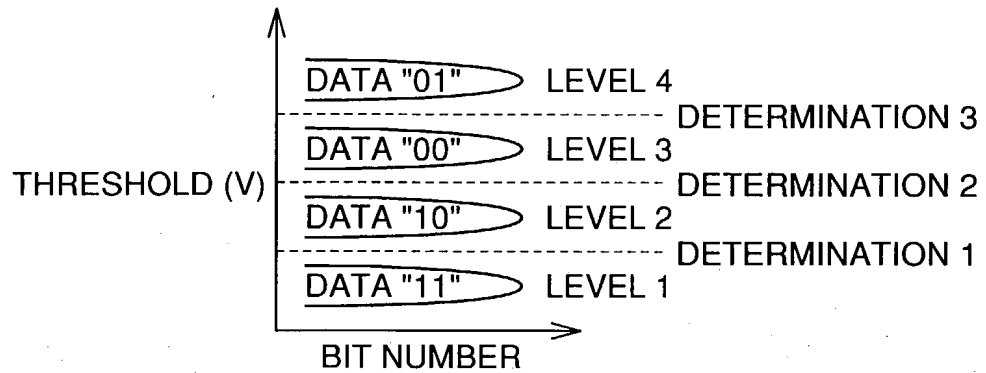 DATA "01" LEVEL 4
DETERMINATION 3
DATA "00" LEVEL 3
THRESHOLD (V)
DETERMINATION 2
DATA "10" LEVEL 2
DETERMINATION 1
DATA "11" LEVEL 1
BIT NUMBER